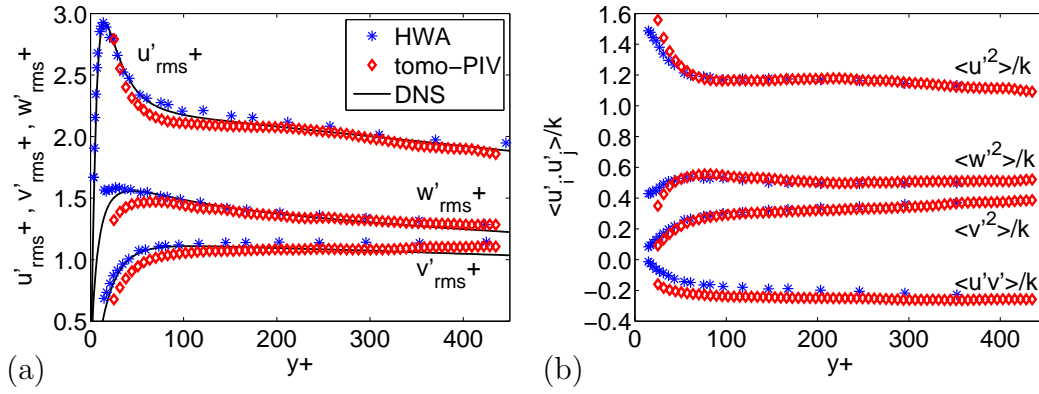 u'rms+ , v'rms+ , w'rms+
3.0
2.5
2.0
1.5
1.0
0.5
0 100 200 300 400
y+
(a)
HWA
tomo-PIV
DNS
u'rms+
w'rms+
v'rms+
<u'i.u'j>/k
1.6
1.4
1.2
1.0
0.8
0.6
0.4
0.2
0.0
−0.2
−0.4
0 100 200 300 400
y+
(b)
<u'²>/k
<w'²>/k
<v'²>/k
<u'v'>/k